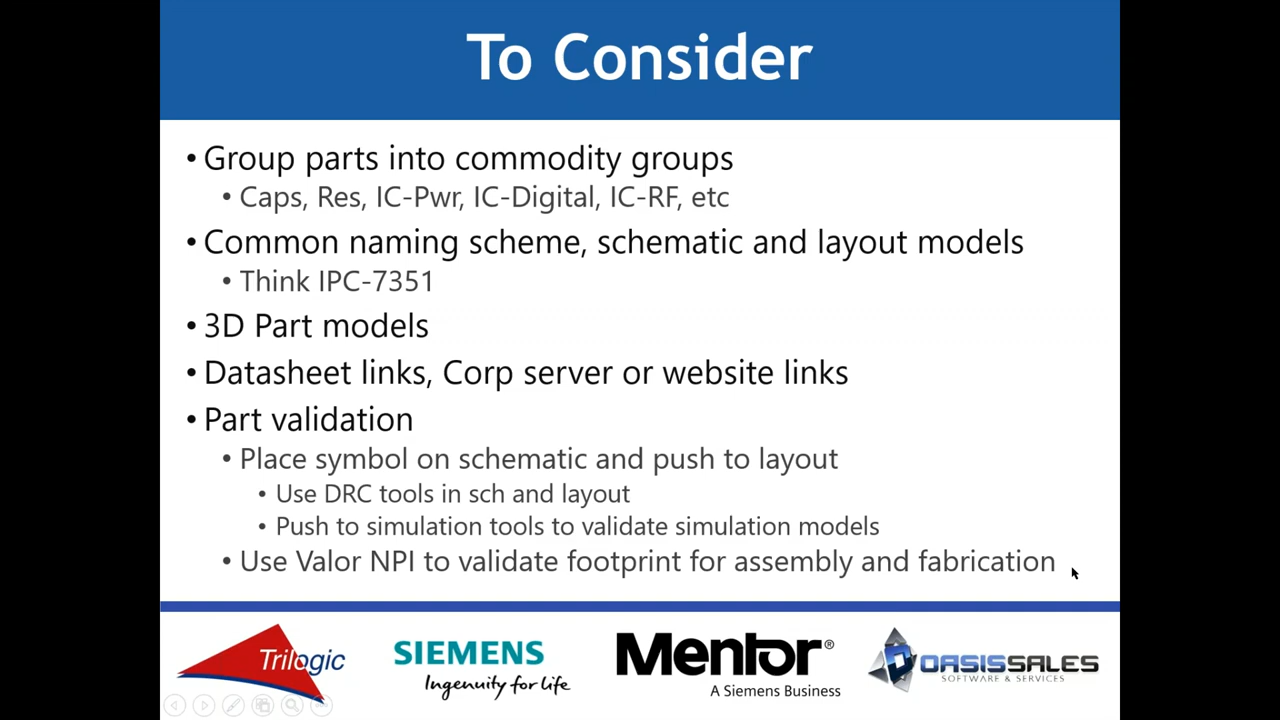 To Consider
• Group parts into commodity groups
• Caps, Res, IC-Pwr, IC-Digital, IC-RF, etc
• Common naming scheme, schematic and layout models
• Think IPC-7351
• 3D Part models
• Datasheet links, Corp server or website links
• Part validation
• Place symbol on schematic and push to layout
• Use DRC tools in sch and layout
• Push to simulation tools to validate simulation models
• Use Valor NPI to validate footprint for assembly and fabrication
Trilogic
SIEMENS
Ingenuity for life
Mentor®
A Siemens Business
OASISSALES
SOFTWARE & SERVICES